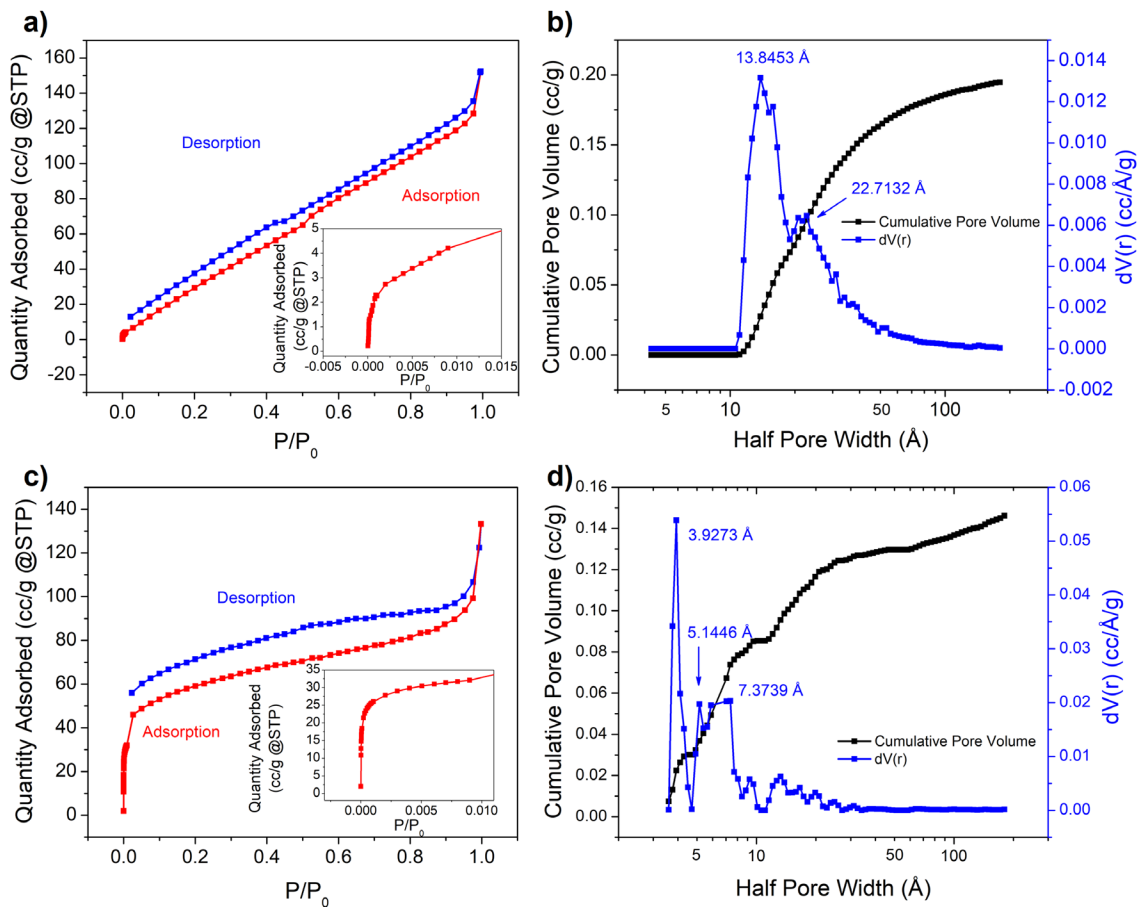 a)
Quantity Adsorbed (cc/g @STP)
160
140
120
100
80
60
40
20
0
-20
0.0 0.2 0.4 0.6 0.8 1.0
P/P0
Desorption
Adsorption
Quantity Adsorbed
(cc/g @STP)
5
4
3
2
1
0
-0.005 0.000 0.005 0.010 0.015
P/P0
b)
Cumulative Pore Volume (cc/g)
0.20
0.15
0.10
0.05
0.00
5 10 50 100
Half Pore Width (Å)
13.8453 Å
22.7132 Å
Cumulative Pore Volume
dV(r)
0.014
0.012
0.010
0.008
0.006
0.004
0.002
0.000
-0.002
dV(r) (cc/Å/g)
c)
Quantity Adsorbed (cc/g @STP)
140
120
100
80
60
40
20
0
0.0 0.2 0.4 0.6 0.8 1.0
P/P0
Desorption
Adsorption
Quantity Adsorbed
(cc/g @STP)
35
30
25
20
15
10
5
0
0.000 0.005 0.010
P/P0
d)
Cumulative Pore Volume (cc/g)
0.16
0.14
0.12
0.10
0.08
0.06
0.04
0.02
0.00
5 10 50 100
Half Pore Width (Å)
3.9273 Å
5.1446 Å
7.3739 Å
Cumulative Pore Volume
dV(r)
0.06
0.05
0.04
0.03
0.02
0.01
0.00
dV(r) (cc/Å/g)